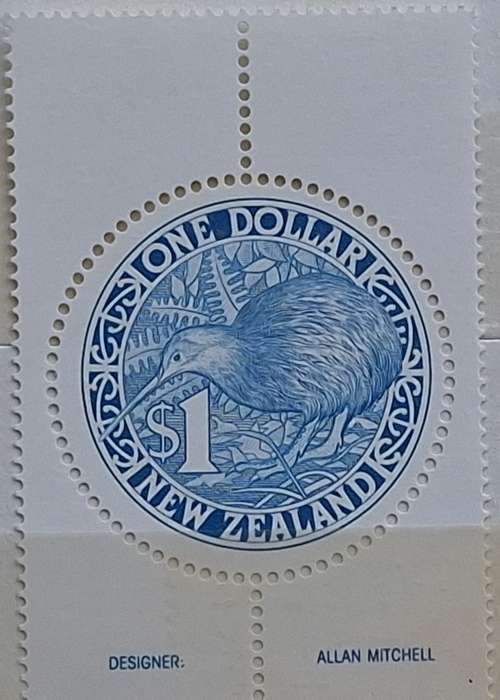 ONE DOLLAR
$1
NEW ZEALAND
DESIGNER: ALLAN MITCHELL